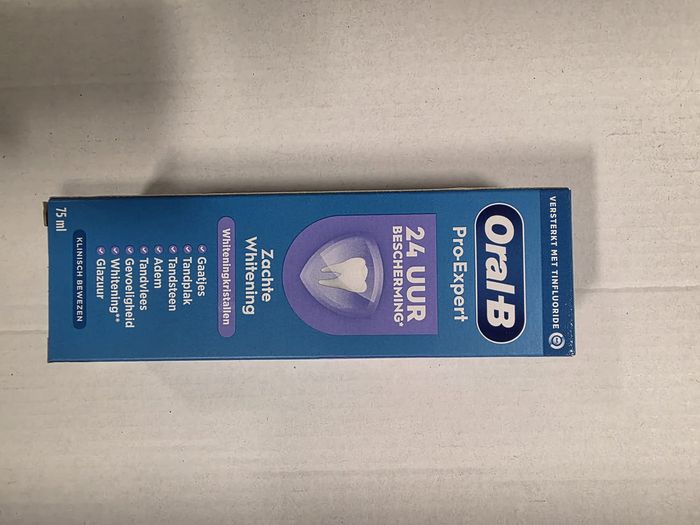 VERSTERKT MET TINFLUORIDE
Oral-B
Pro-Expert
24 UUR
BESCHERMING*
Zachte
Whitening
Whiteningkristallen
Gaatjes
Tandplak
Tandsteen
Adem
Tandvlees
Gevoeligheid
Whitening**
Glazuur
KLINISCH BEWEZEN
75 ml